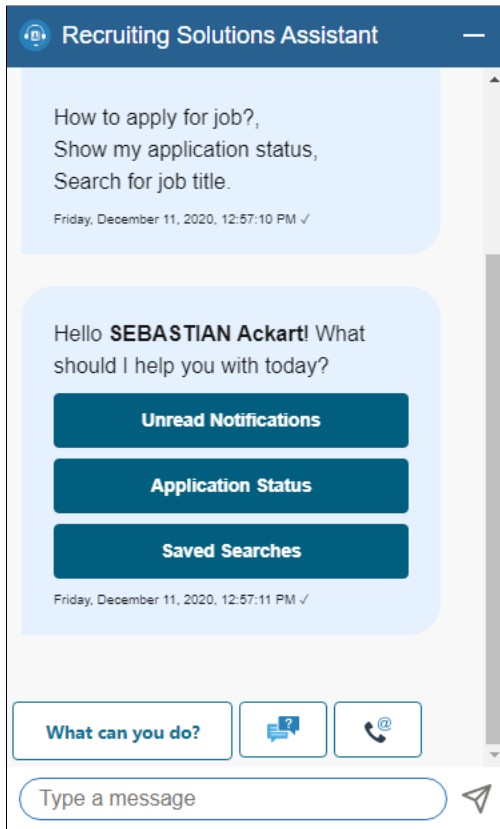 Recruiting Solutions Assistant
How to apply for job?,
Show my application status,
Search for job title.
Friday, December 11, 2020, 12:57:10 PM ✓
Hello SEBASTIAN Ackart! What
should I help you with today?
Unread Notifications
Application Status
Saved Searches
Friday, December 11, 2020, 12:57:11 PM ✓
What can you do?
?
@
Type a message